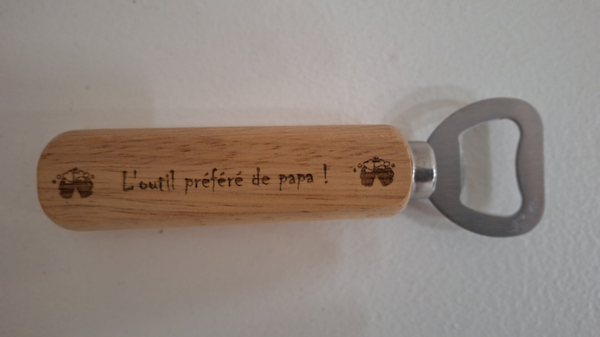 L'outil préféré de papa !